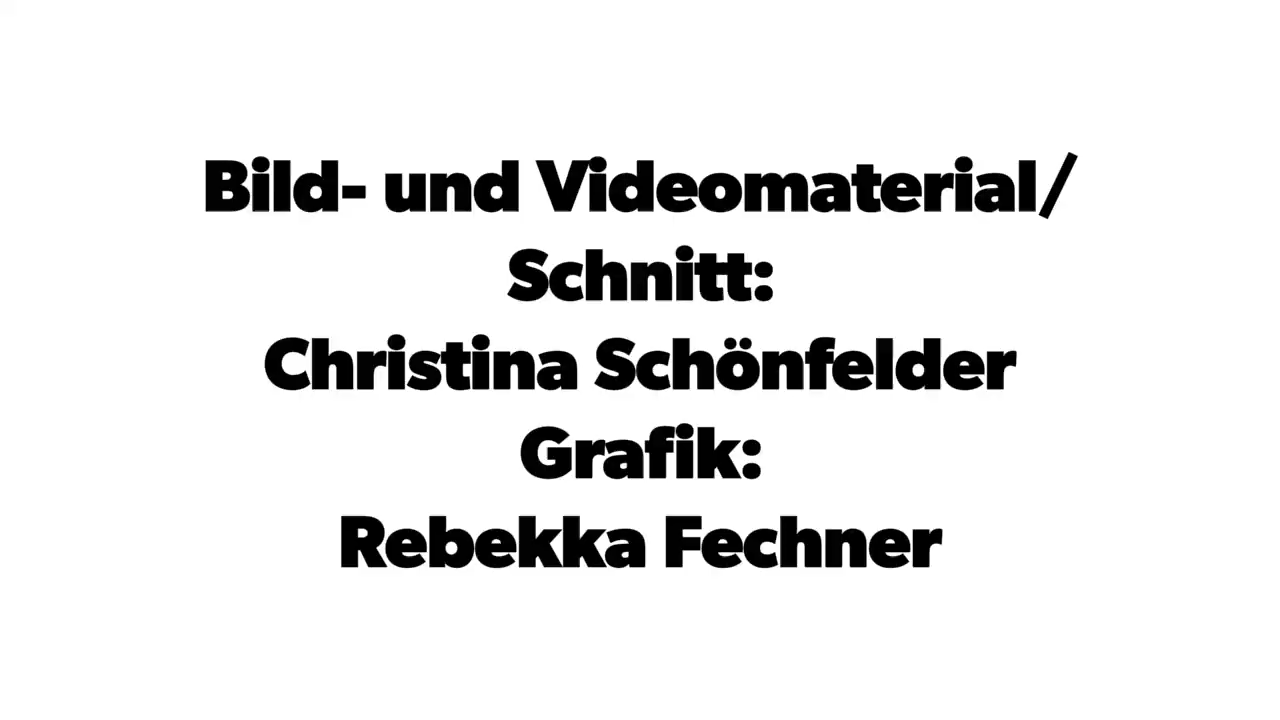 Bild- und Videomaterial/
Schnitt:
Christina Schönfelder
Grafik:
Rebekka Fechner